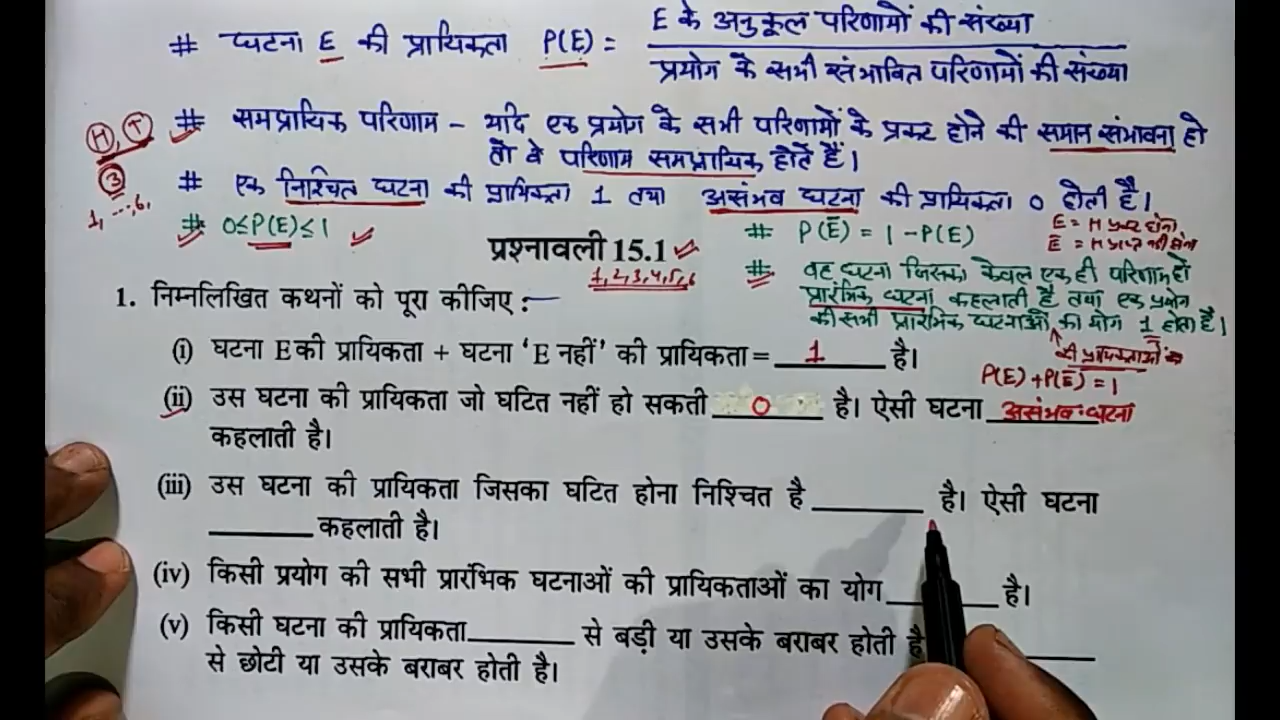 # घटना E की प्रायिकता P(E) = E के अनुकूल परिणामों की संख्या
प्रयोग के सभी संभावित परिणामों की संख्या
H, T
# समप्रायिक परिणाम – यदि एक प्रयोग के सभी परिणामों के प्रकट होने की समान संभावना हो
तो वे परिणाम समप्रायिक होते हैं।
3
1, ...,6,
# एक निश्चित घटना की प्रायिकता 1 तथा असंभव घटना की प्रायिकता 0 होती है।
# 0≤P(E)≤1
# P(Ē) = 1 – P(E)
E = H प्रकट होना
Ē = H प्रकट नहीं होना
प्रश्नावली 15.1
1,2,3,4,5,6
# वह घटना जिसका केवल एक ही परिणाम हो
प्रारंभिक घटना कहलाती है तथा एक प्रयोग
की सभी प्रारंभिक घटनाओं का योग 1 होता है।
की प्रायिकताओं
1. निम्नलिखित कथनों को पूरा कीजिए :
(i) घटना E की प्रायिकता + घटना ‘E नहीं’ की प्रायिकता = 1 है।
P(E) + P(Ē) = 1
(ii) उस घटना की प्रायिकता जो घटित नहीं हो सकती 0 है। ऐसी घटना असंभव घटना
कहलाती है।
(iii) उस घटना की प्रायिकता जिसका घटित होना निश्चित है ________ है। ऐसी घटना
________ कहलाती है।
(iv) किसी प्रयोग की सभी प्रारंभिक घटनाओं की प्रायिकताओं का योग ________ है।
(v) किसी घटना की प्रायिकता ________ से बड़ी या उसके बराबर होती है ________
से छोटी या उसके बराबर होती है।